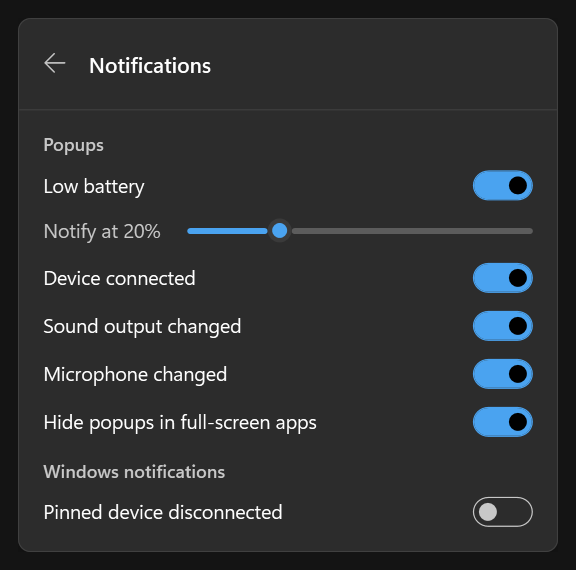 Notifications
Popups
Low battery
Notify at 20%
Device connected
Sound output changed
Microphone changed
Hide popups in full-screen apps
Windows notifications
Pinned device disconnected